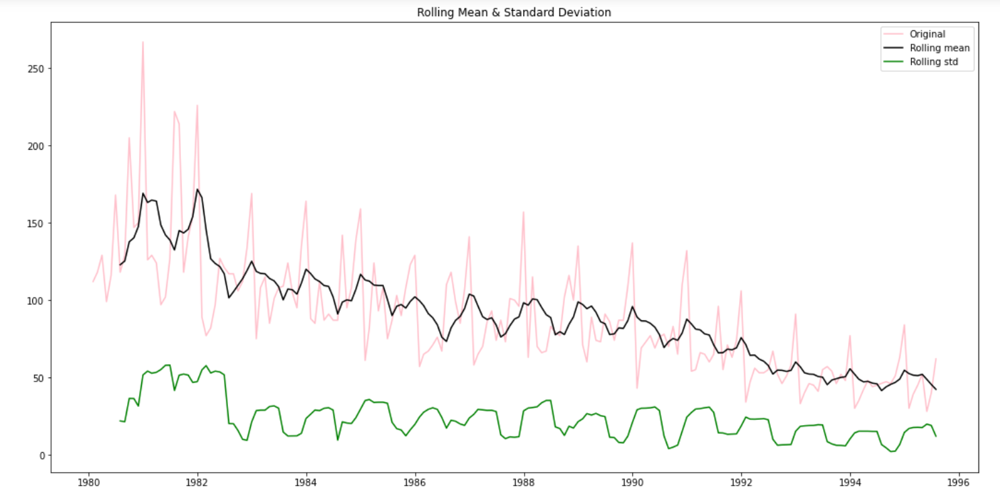 Rolling Mean & Standard Deviation
Original
Rolling mean
Rolling std
250
200
150
100
50
0
1980 1982 1984 1986 1988 1990 1992 1994 1996